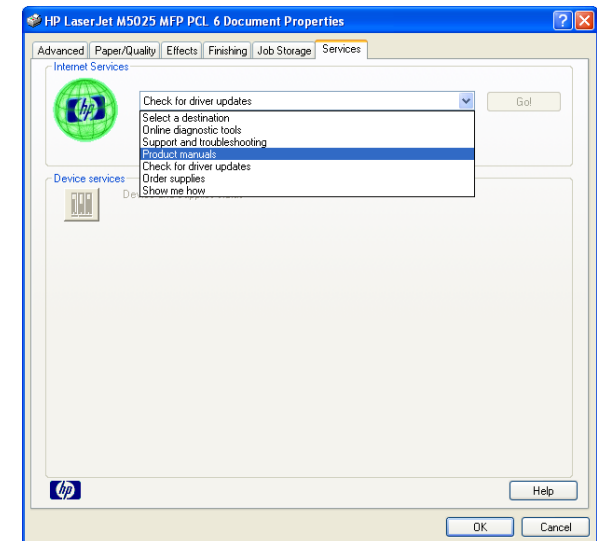 HP LaserJet M5025 MFP PCL 6 Document Properties
Advanced Paper/Quality Effects Finishing Job Storage Services
Internet Services
hp
Check for driver updates
Go!
Select a destination
Online diagnostic tools
Support and troubleshooting
Product manuals
Check for driver updates
Order supplies
Show me how
Device services
hp
Help
OK Cancel